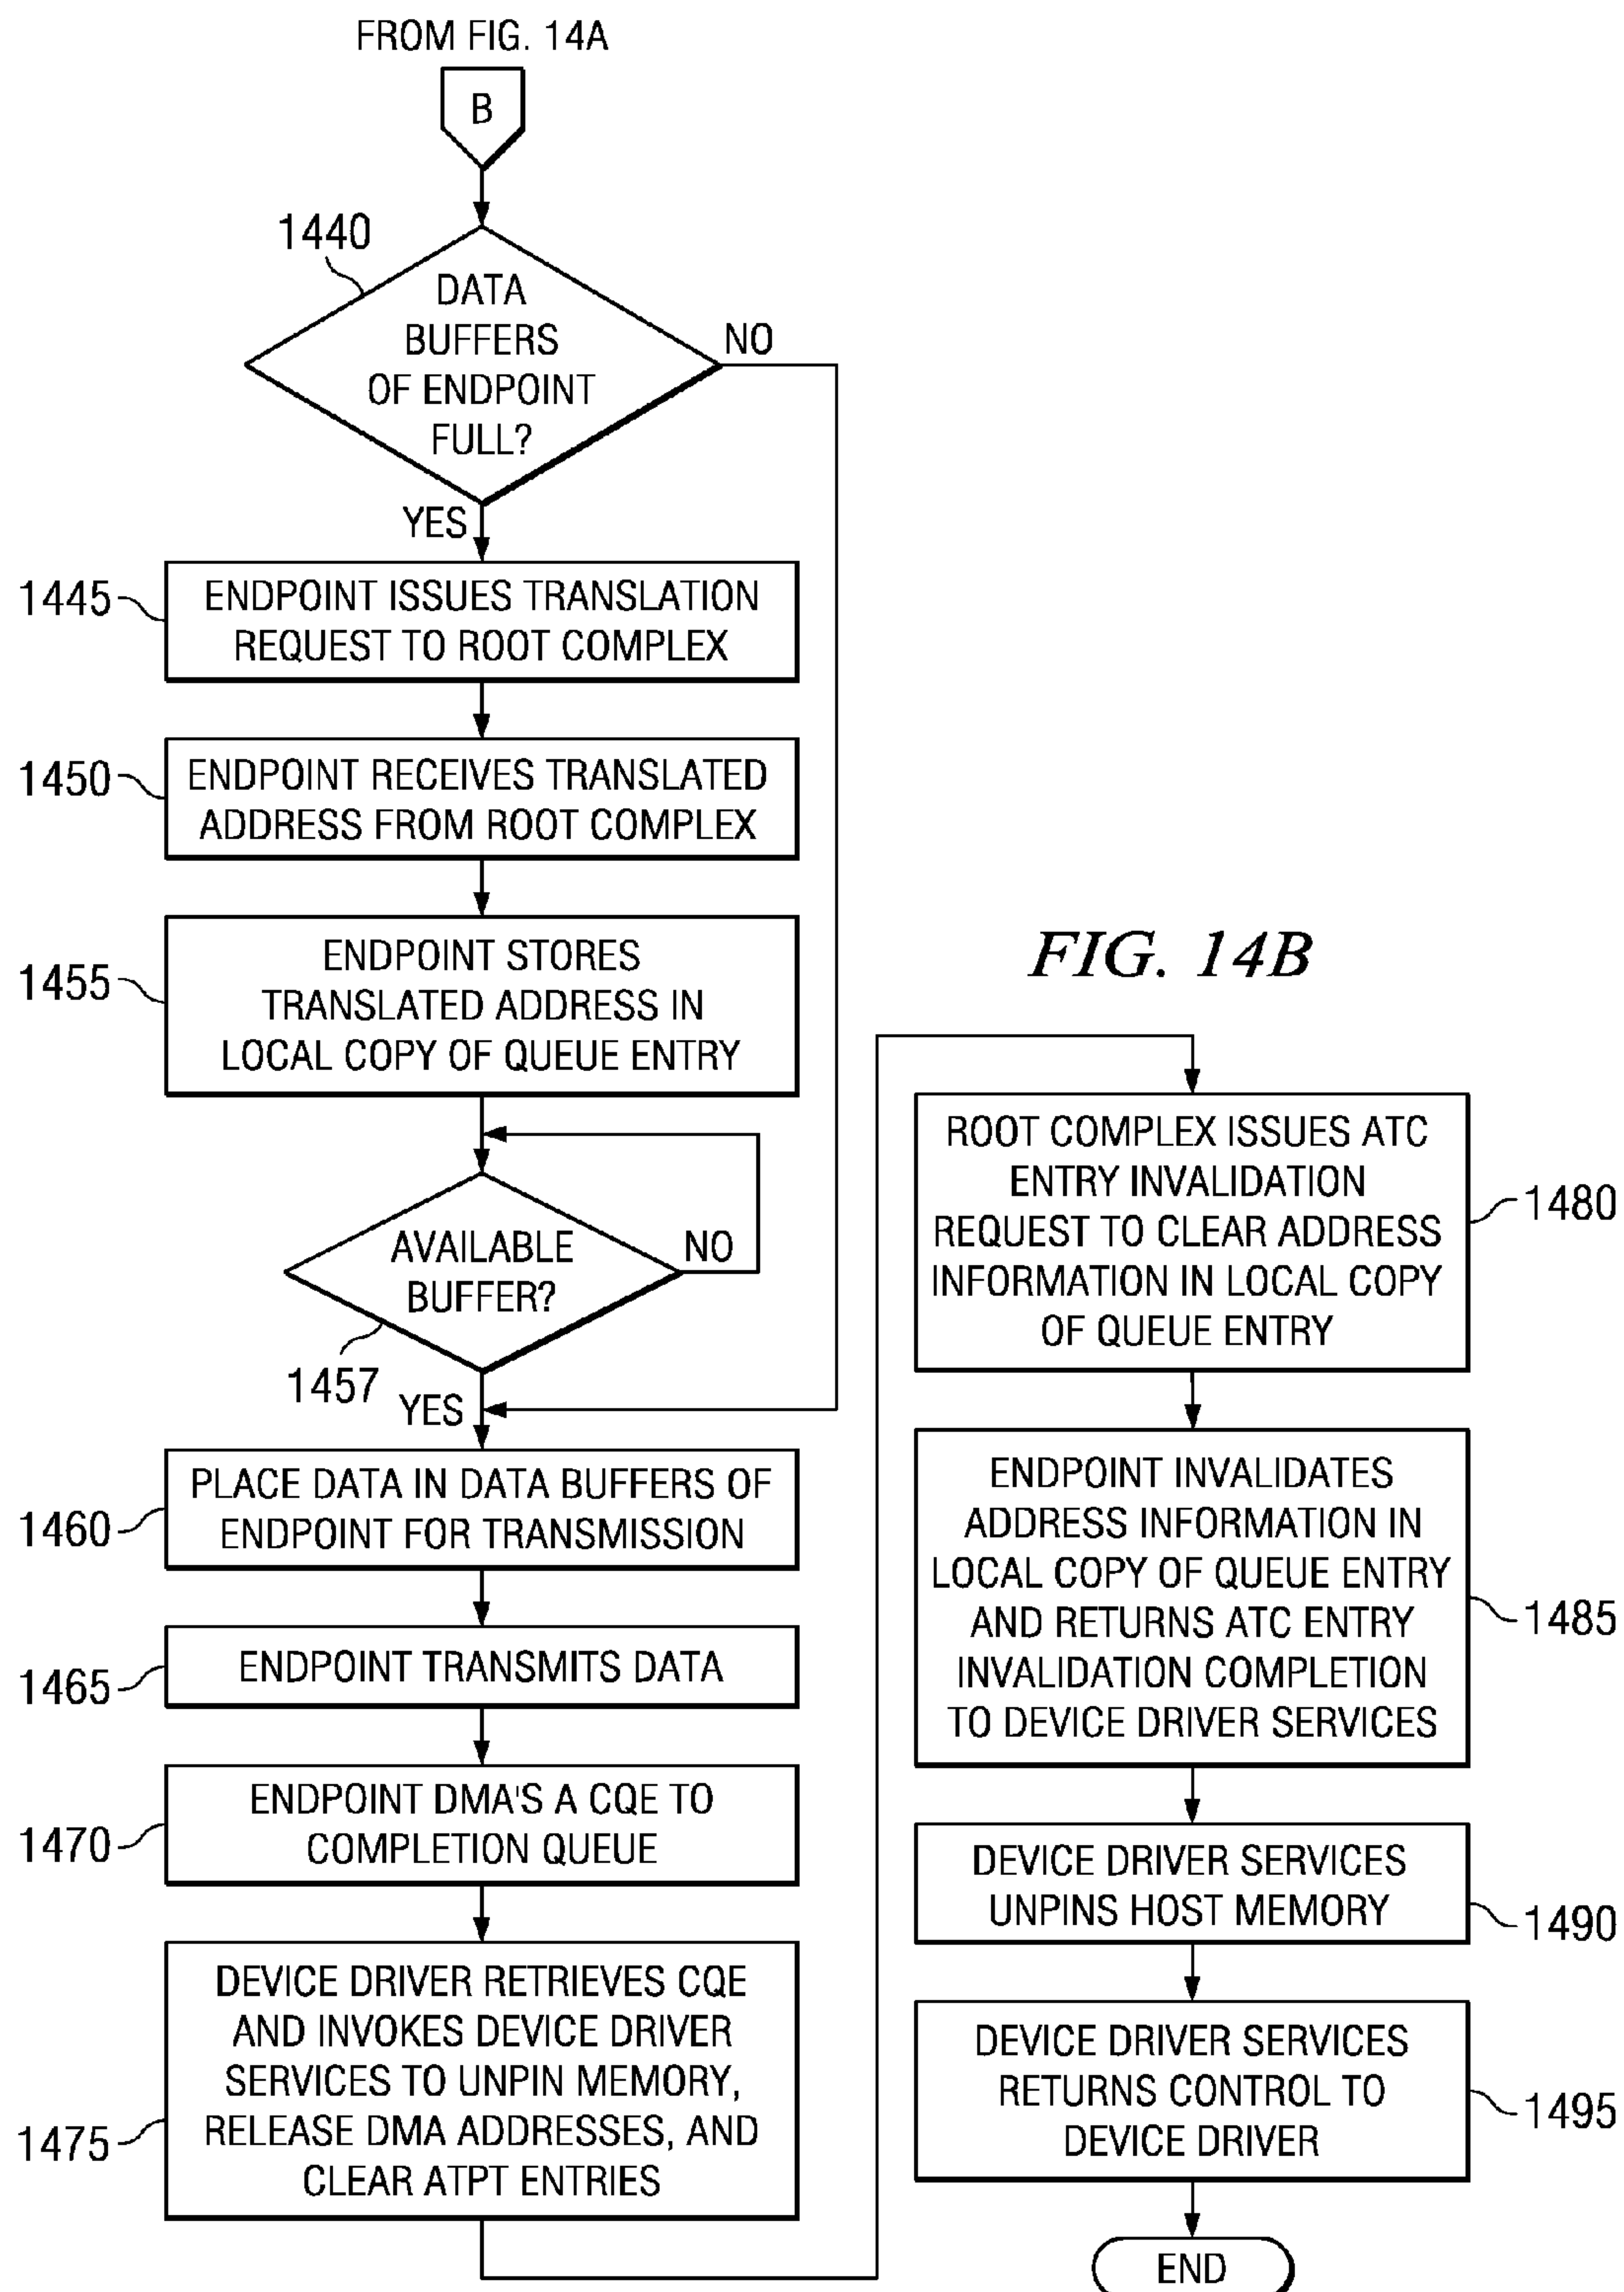 FROM FIG. 14A
B
1440
DATA
BUFFERS
OF ENDPOINT
FULL?
NO
YES
1445
ENDPOINT ISSUES TRANSLATION
REQUEST TO ROOT COMPLEX
1450
ENDPOINT RECEIVES TRANSLATED
ADDRESS FROM ROOT COMPLEX
1455
ENDPOINT STORES
TRANSLATED ADDRESS IN
LOCAL COPY OF QUEUE ENTRY
AVAILABLE
BUFFER?
NO
1457
YES
1460
PLACE DATA IN DATA BUFFERS OF
ENDPOINT FOR TRANSMISSION
1465
ENDPOINT TRANSMITS DATA
1470
ENDPOINT DMA'S A CQE TO
COMPLETION QUEUE
1475
DEVICE DRIVER RETRIEVES CQE
AND INVOKES DEVICE DRIVER
SERVICES TO UNPIN MEMORY,
RELEASE DMA ADDRESSES, AND
CLEAR ATPT ENTRIES
FIG. 14B
ROOT COMPLEX ISSUES ATC
ENTRY INVALIDATION
REQUEST TO CLEAR ADDRESS
INFORMATION IN LOCAL COPY
OF QUEUE ENTRY
1480
ENDPOINT INVALIDATES
ADDRESS INFORMATION IN
LOCAL COPY OF QUEUE ENTRY
AND RETURNS ATC ENTRY
INVALIDATION COMPLETION
TO DEVICE DRIVER SERVICES
1485
DEVICE DRIVER SERVICES
UNPINS HOST MEMORY
1490
DEVICE DRIVER SERVICES
RETURNS CONTROL TO
DEVICE DRIVER
1495
END